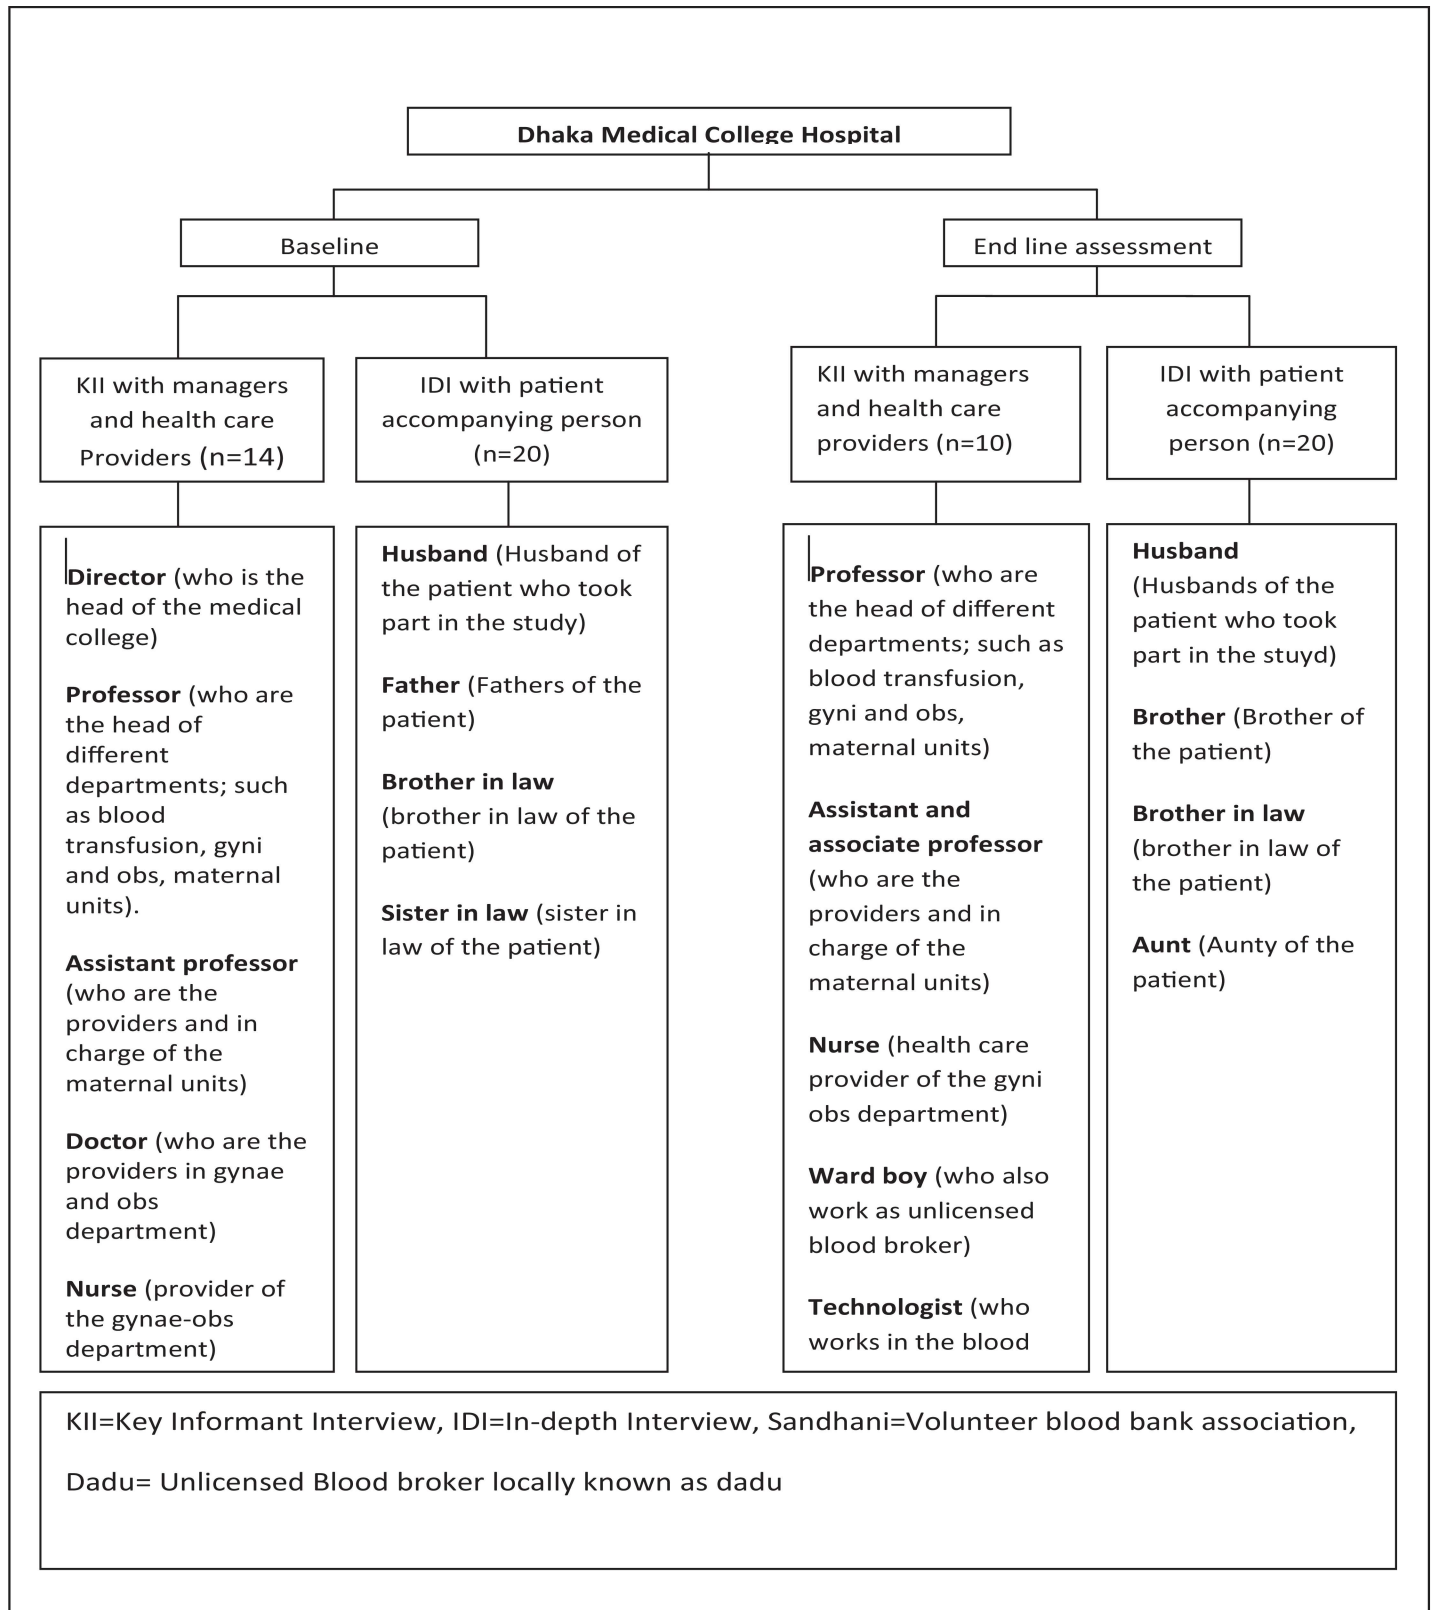 Dhaka Medical College Hospital
Baseline
End line assessment
KII with managers
and health care
Providers (n=14)
IDI with patient
accompanying person
(n=20)
KII with managers
and health care
providers (n=10)
IDI with patient
accompanying
person (n=20)
Director (who is the
head of the medical
college)
Professor (who are
the head of
different
departments; such
as blood
transfusion, gyni
and obs, maternal
units).
Assistant professor
(who are the
providers and in
charge of the
maternal units)
Doctor (who are the
providers in gynae
and obs
department)
Nurse (provider of
the gynae-obs
department)
Husband (Husband of
the patient who took
part in the study)
Father (Fathers of the
patient)
Brother in law
(brother in law of the
patient)
Sister in law (sister in
law of the patient)
Professor (who are
the head of different
departments; such as
blood transfusion,
gyni and obs,
maternal units)
Assistant and
associate professor
(who are the
providers and in
charge of the
maternal units)
Nurse (health care
provider of the gyni
obs department)
Ward boy (who also
work as unlicensed
blood broker)
Technologist (who
works in the blood
Husband
(Husbands of the
patient who took
part in the stuyd)
Brother (Brother of
the patient)
Brother in law
(brother in law of
the patient)
Aunt (Aunty of the
patient)
KII=Key Informant Interview, IDI=In-depth Interview, Sandhani=Volunteer blood bank association,
Dadu= Unlicensed Blood broker locally known as dadu